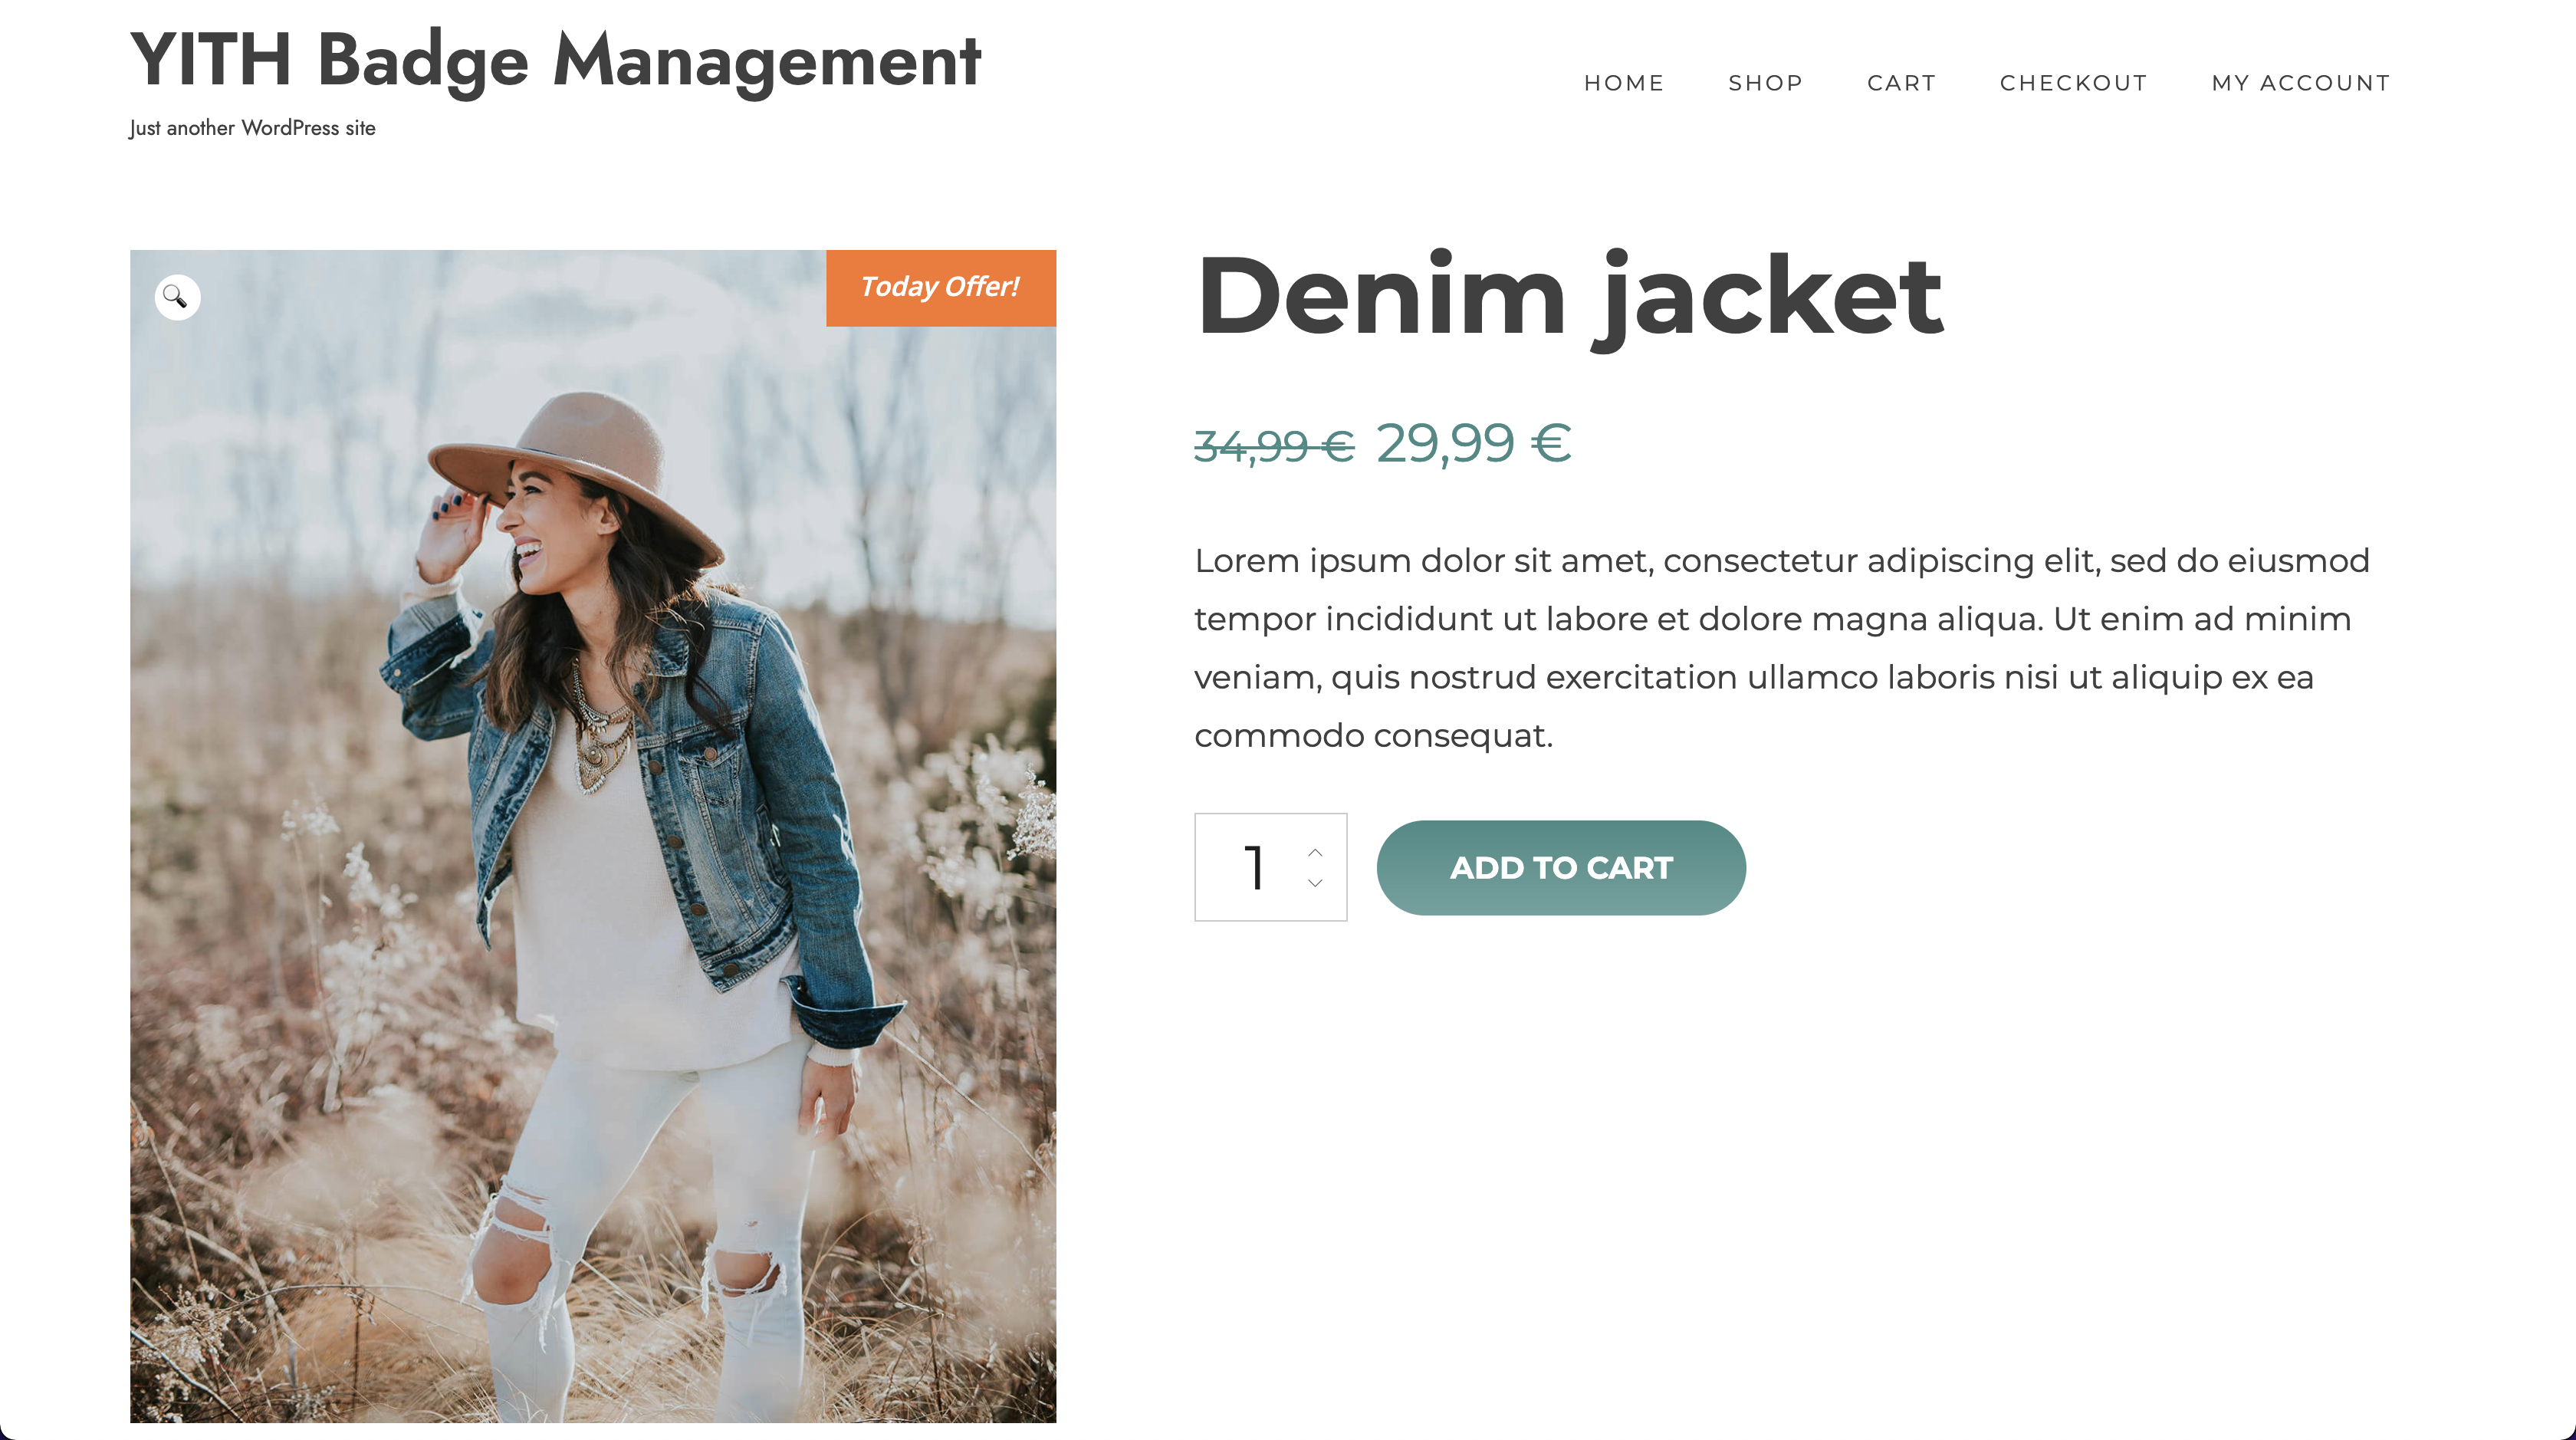 YITH Badge Management
Just another WordPress site
HOME SHOP CART CHECKOUT MY ACCOUNT
Today Offer!
Denim jacket
34,99 € 29,99 €
Lorem ipsum dolor sit amet, consectetur adipiscing elit, sed do eiusmod
tempor incididunt ut labore et dolore magna aliqua. Ut enim ad minim
veniam, quis nostrud exercitation ullamco laboris nisi ut aliquip ex ea
commodo consequat.
1
ADD TO CART